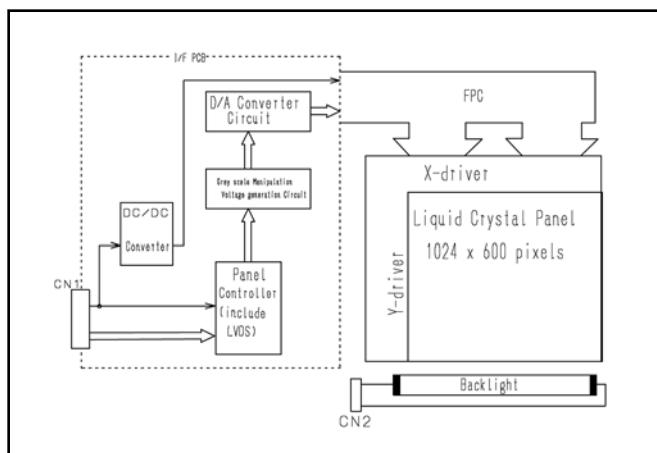 I/F PCB
D/A Converter
Circuit
FPC
Grey scale Manipulation
Voltage generation Circuit
X-driver
DC/DC
Converter
Liquid Crystal Panel
1024 x 600 pixels
Y-driver
CN1
Panel
Controller
(include
LVDS)
Backlight
CN2